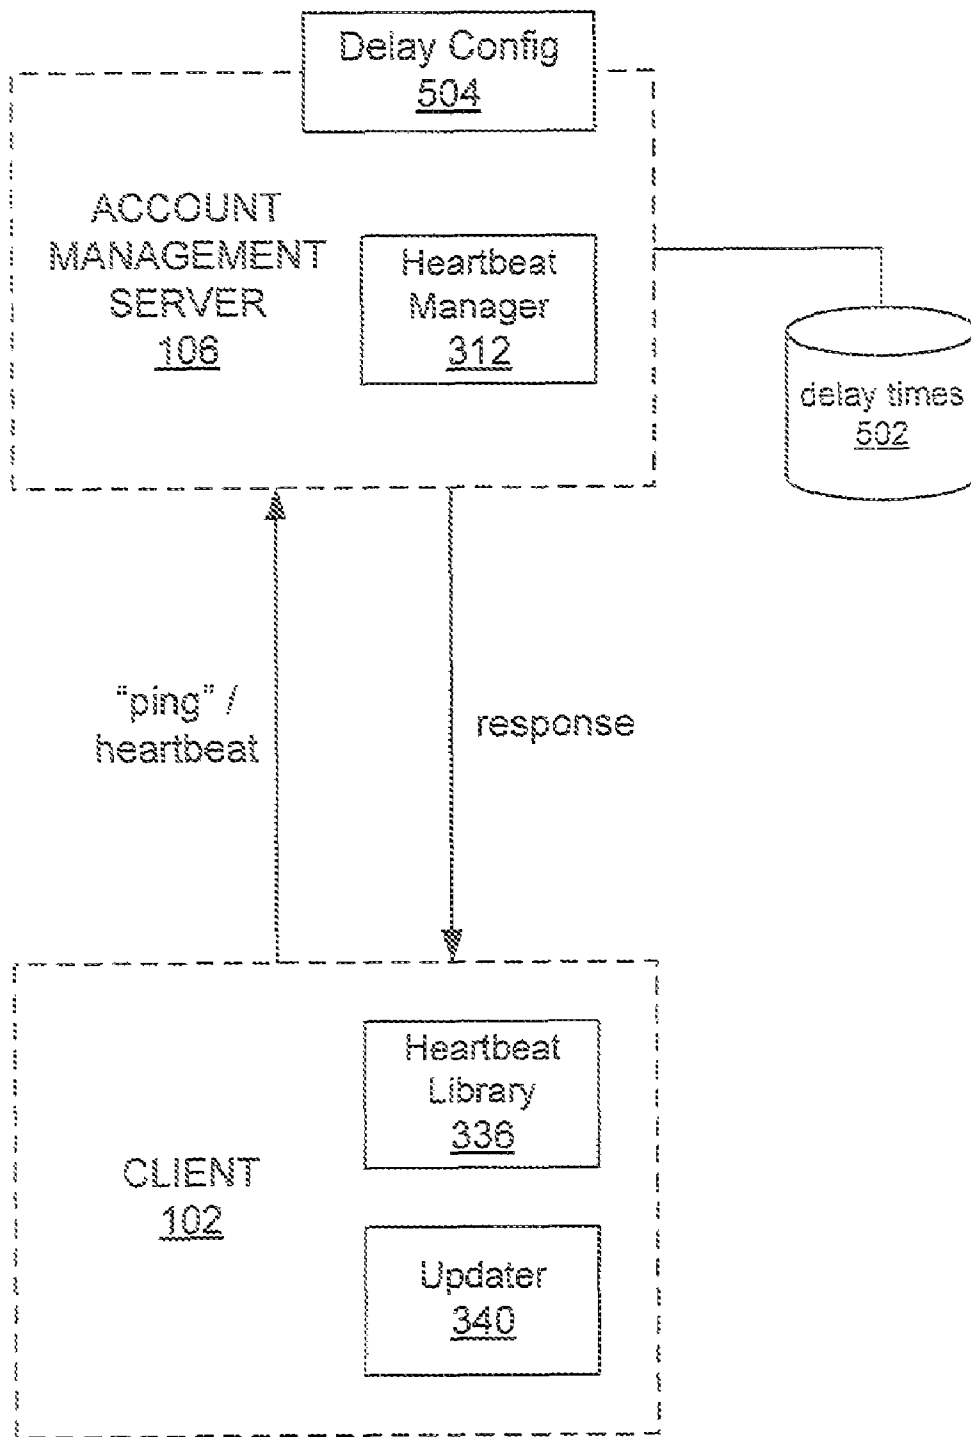 Delay Config
504
ACCOUNT
MANAGEMENT
SERVER
106
Heartbeat
Manager
312
delay times
502
"ping" /
heartbeat
response
Heartbeat
Library
336
CLIENT
102
Updater
340